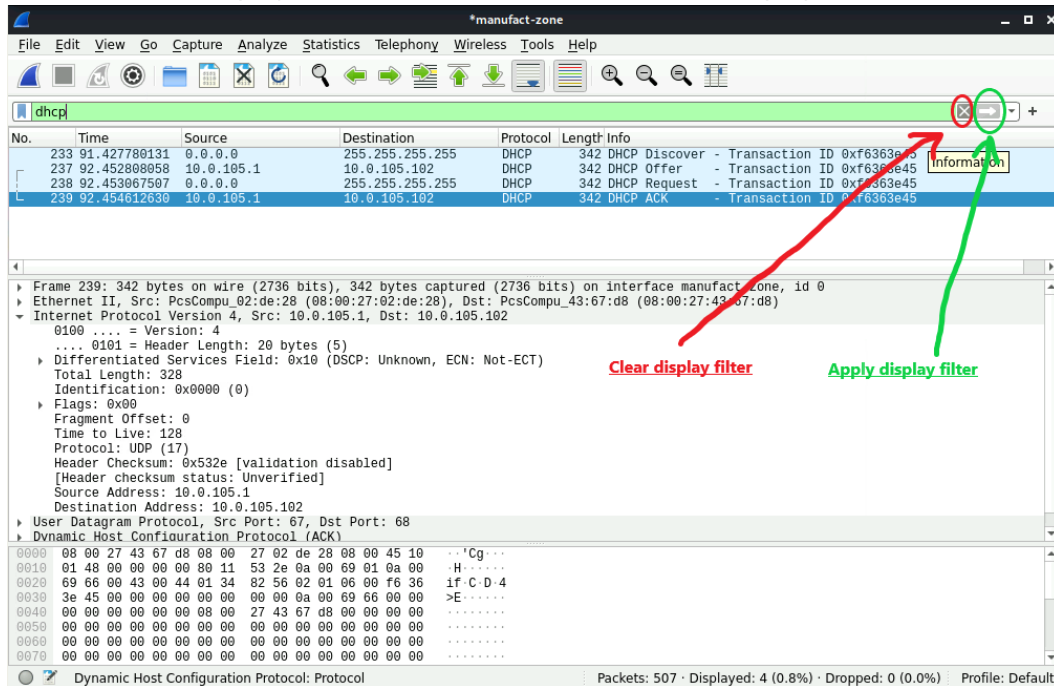 *manufact-zone
File Edit View Go Capture Analyze Statistics Telephony Wireless Tools Help
dhcp
No. Time Source Destination Protocol Length Info
233 91.427780131 0.0.0.0 255.255.255.255 DHCP 342 DHCP Discover - Transaction ID 0xf6363e45
237 92.452808058 10.0.105.1 10.0.105.102 DHCP 342 DHCP Offer - Transaction ID 0xf6363e45
238 92.453067507 0.0.0.0 255.255.255.255 DHCP 342 DHCP Request - Transaction ID 0xf6363e45
239 92.454612630 10.0.105.1 10.0.105.102 DHCP 342 DHCP ACK - Transaction ID 0xf6363e45
Information
Frame 239: 342 bytes on wire (2736 bits), 342 bytes captured (2736 bits) on interface manufact-zone, id 0
Ethernet II, Src: PcsCompu_02:de:28 (08:00:27:02:de:28), Dst: PcsCompu_43:67:d8 (08:00:27:43:67:d8)
Internet Protocol Version 4, Src: 10.0.105.1, Dst: 10.0.105.102
0100 .... = Version: 4
.... 0101 = Header Length: 20 bytes (5)
Differentiated Services Field: 0x10 (DSCP: Unknown, ECN: Not-ECT)
Total Length: 328
Identification: 0x0000 (0)
Flags: 0x00
Fragment Offset: 0
Time to Live: 128
Protocol: UDP (17)
Header Checksum: 0x532e [validation disabled]
[Header checksum status: Unverified]
Source Address: 10.0.105.1
Destination Address: 10.0.105.102
User Datagram Protocol, Src Port: 67, Dst Port: 68
Dynamic Host Configuration Protocol (ACK)
Clear display filter
Apply display filter
0000 08 00 27 43 67 d8 08 00 27 02 de 28 08 00 45 10 ··'Cg···
0010 01 48 00 00 00 00 80 11 53 2e 0a 00 69 01 0a 00 ·H······
0020 69 66 00 43 00 44 01 34 82 56 02 01 06 00 f6 36 if·C·D·4
0030 3e 45 00 00 00 00 00 00 00 00 0a 00 69 66 00 00 >E······
0040 00 00 00 00 00 00 08 00 27 43 67 d8 00 00 00 00 ········
0050 00 00 00 00 00 00 00 00 00 00 00 00 00 00 00 00 ········
0060 00 00 00 00 00 00 00 00 00 00 00 00 00 00 00 00 ········
0070 00 00 00 00 00 00 00 00 00 00 00 00 00 00 00 00 ········
Dynamic Host Configuration Protocol: Protocol Packets: 507 · Displayed: 4 (0.8%) · Dropped: 0 (0.0%) Profile: Default